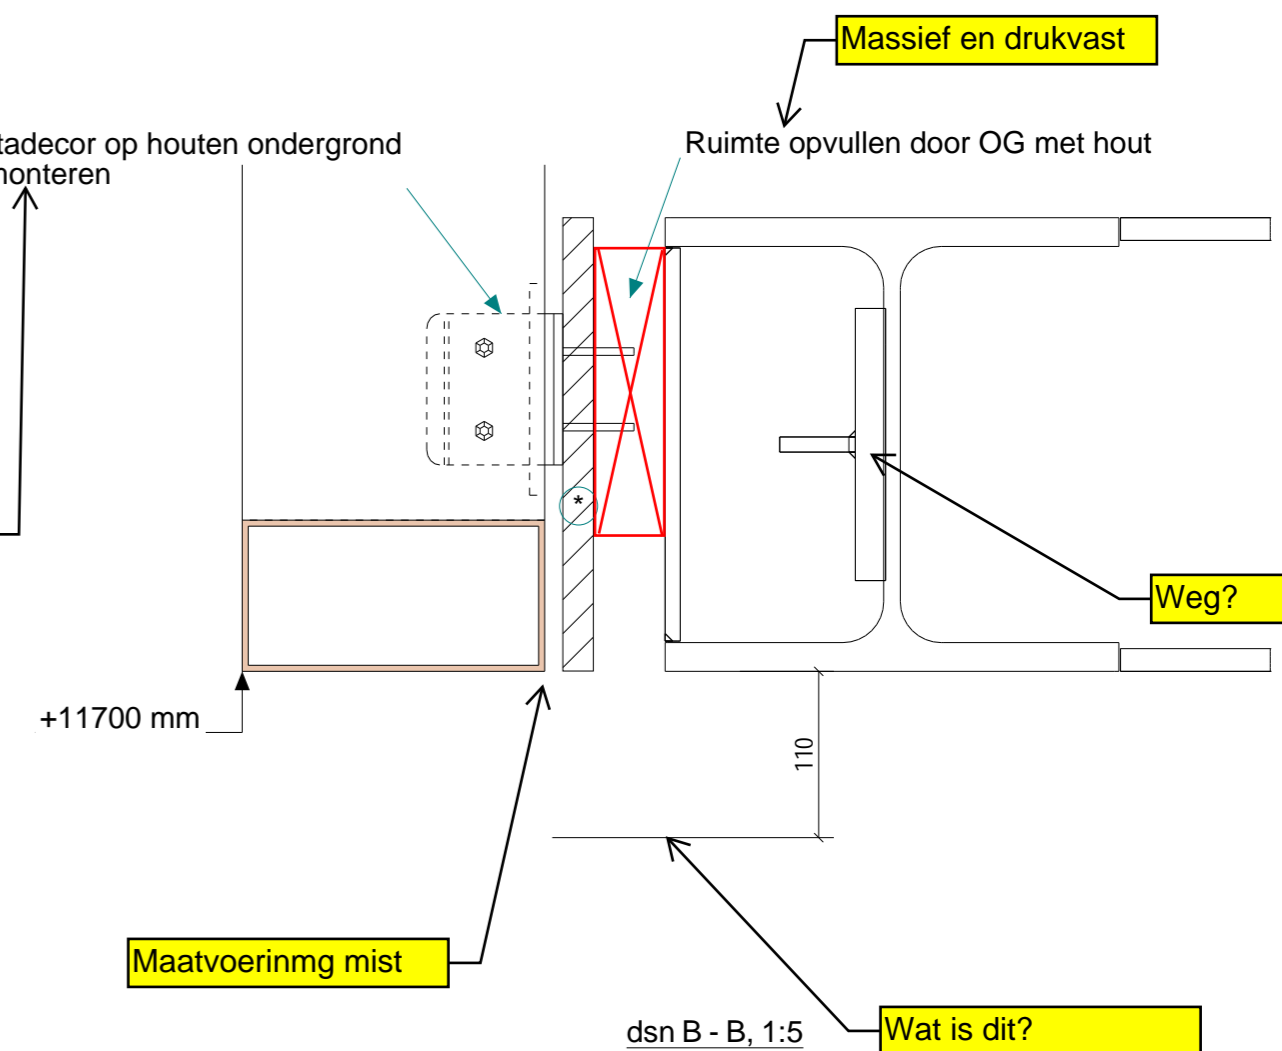 Massief en drukvast
tadecor op houten ondergrond
monteren
Ruimte opvullen door OG met hout
*
Weg?
+11700 mm
110
Maatvoerinmg mist
dsn B - B, 1:5
Wat is dit?